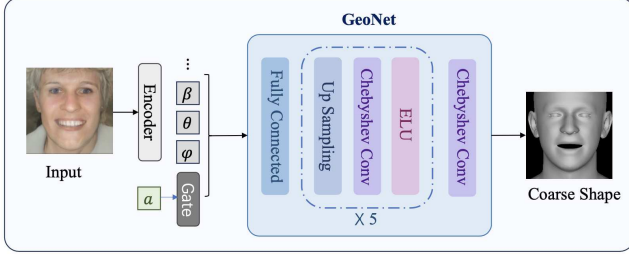 GeoNet
Input
Encoder
...
β
θ
φ
a
Gate
Fully Connected
Up Sampling
Chebyshev Conv
ELU
X 5
Chebyshev Conv
Coarse Shape